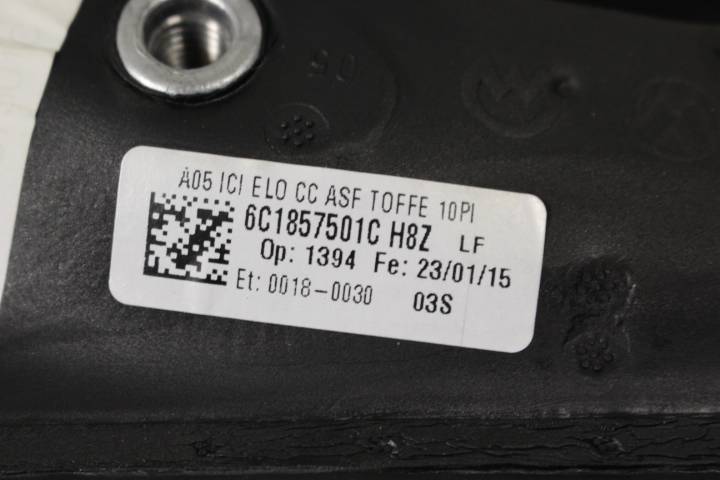 50
A05 ICI ELO CC ASF TOFFE 10PI
6C1857501C H8Z LF
Op: 1394 Fe: 23/01/15
Et: 0018-0030 03S